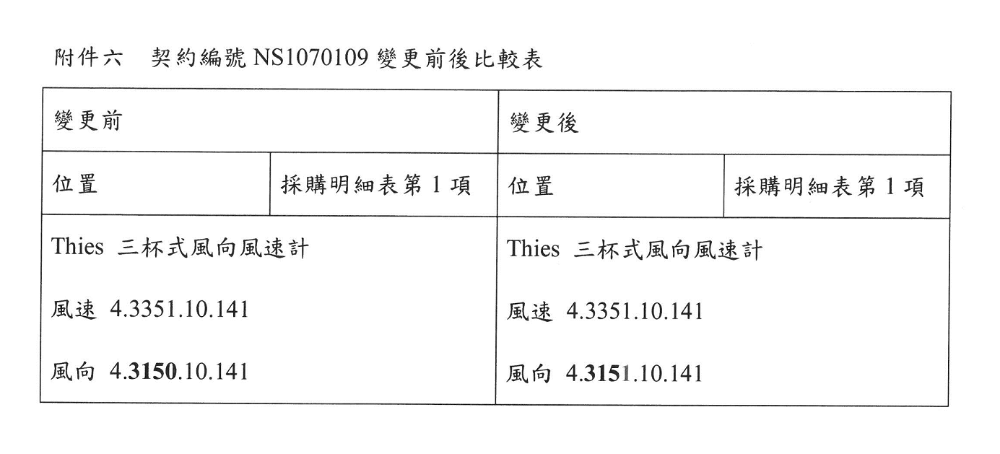 附件六 契約編號 NS1070109 變更前後比較表
變更前 變更後
位置 採購明細表第 1 項 位置 採購明細表第 1 項
Thies 三杯式風向風速計 Thies 三杯式風向風速計
風速 4.3351.10.141 風速 4.3351.10.141
風向 4.3150.10.141 風向 4.3151.10.141